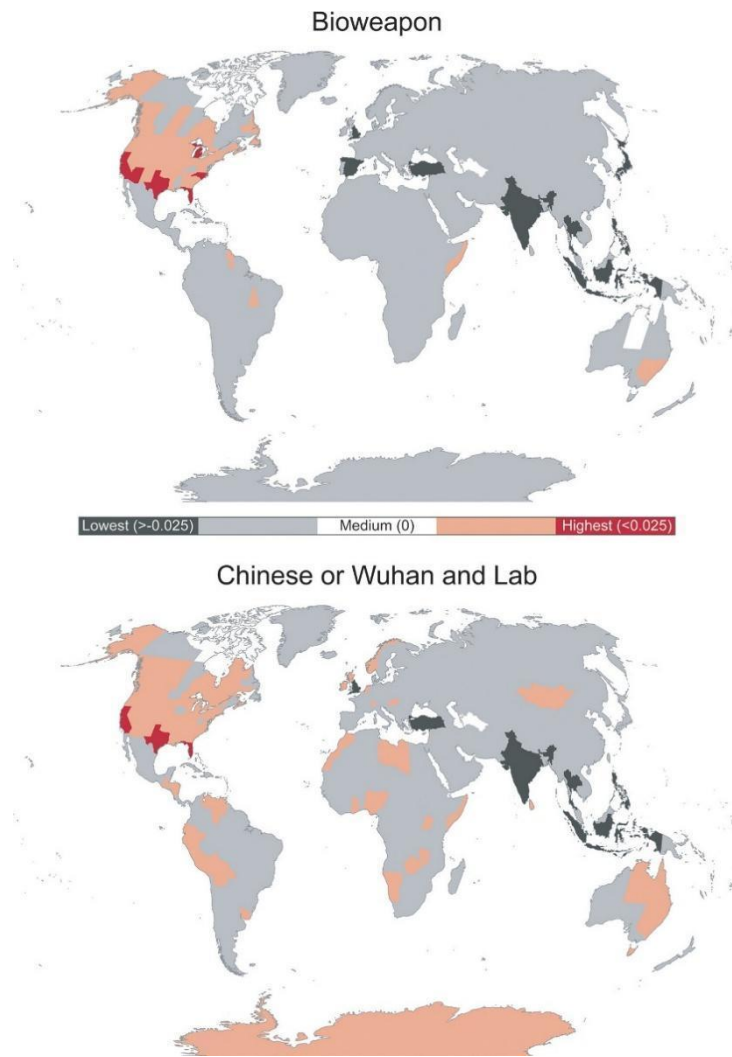 Bioweapon
Lowest (>-0.025) Medium (0) Highest (<0.025)
Chinese or Wuhan and Lab